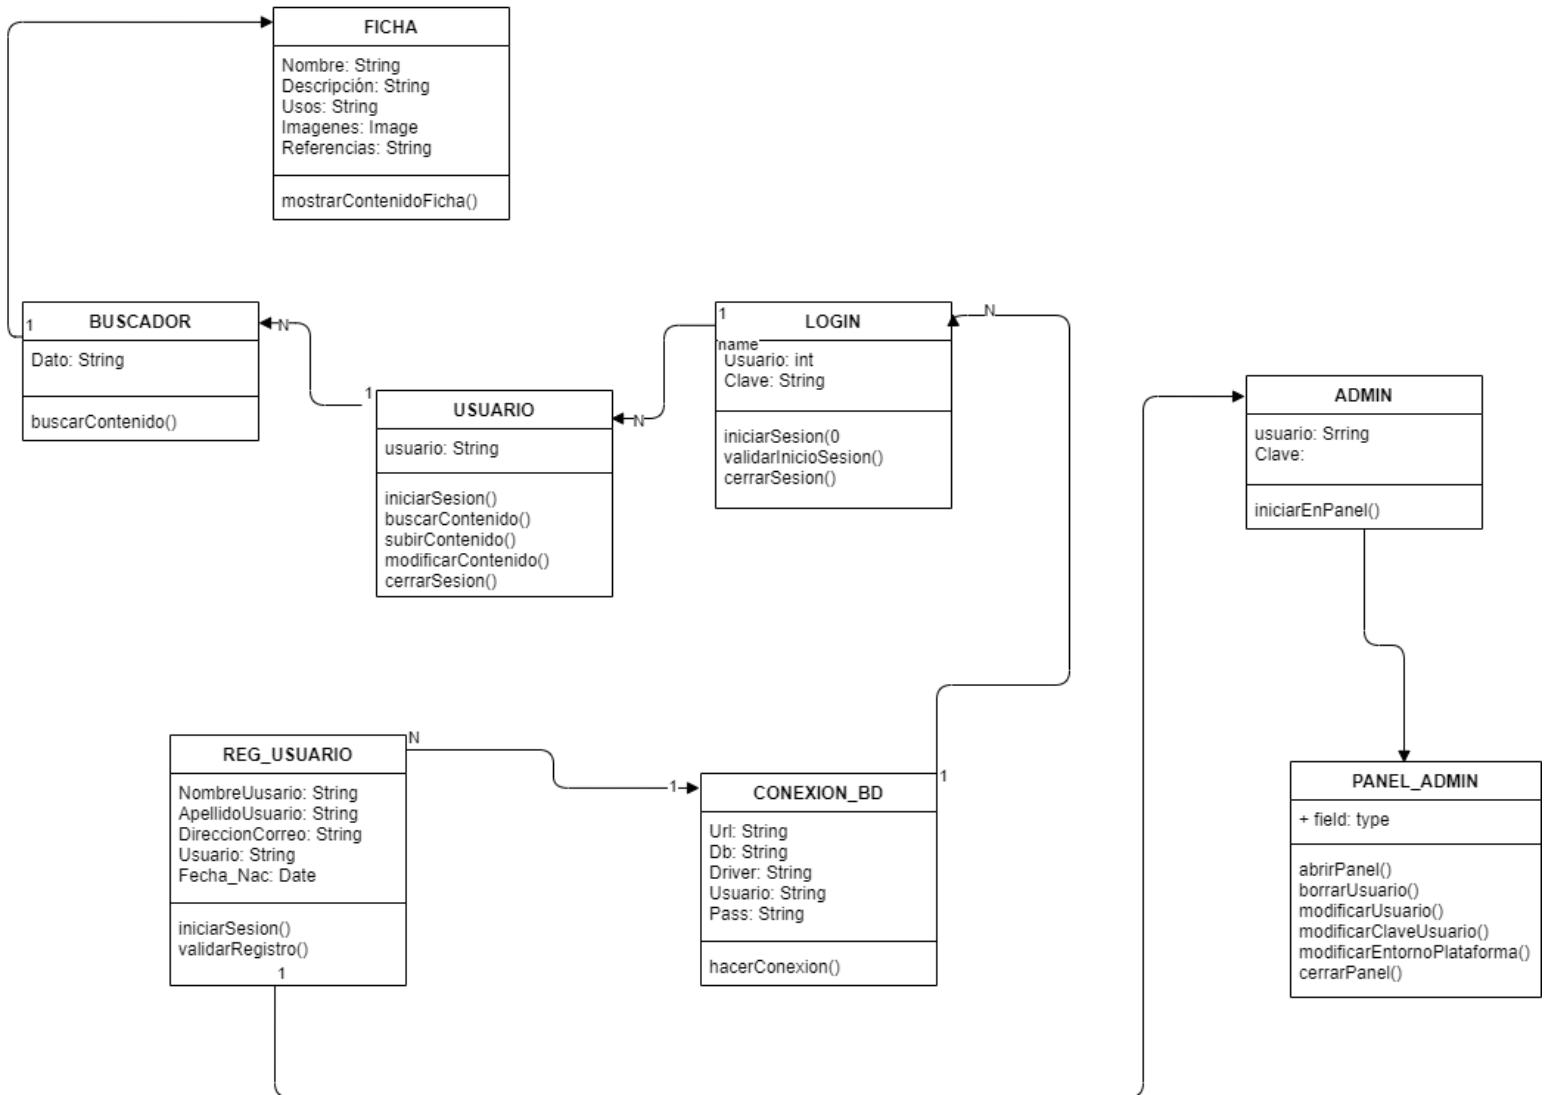 FICHA
Nombre: String
Descripción: String
Usos: String
Imagenes: Image
Referencias: String
mostrarContenidoFicha()
1
BUSCADOR
Dato: String
buscarContenido()
N
1
USUARIO
usuario: String
iniciarSesion()
buscarContenido()
subirContenido()
modificarContenido()
cerrarSesion()
N
1
LOGIN
name
Usuario: int
Clave: String
iniciarSesion(0
validarInicioSesion()
cerrarSesion()
N
ADMIN
usuario: Srring
Clave:
iniciarEnPanel()
REG_USUARIO
NombreUusario: String
ApellidoUsuario: String
DireccionCorreo: String
Usuario: String
Fecha_Nac: Date
iniciarSesion()
validarRegistro()
1
N
1
CONEXION_BD
Url: String
Db: String
Driver: String
Usuario: String
Pass: String
hacerConexion()
1
PANEL_ADMIN
+ field: type
abrirPanel()
borrarUsuario()
modificarUsuario()
modificarClaveUsuario()
modificarEntornoPlataforma()
cerrarPanel()